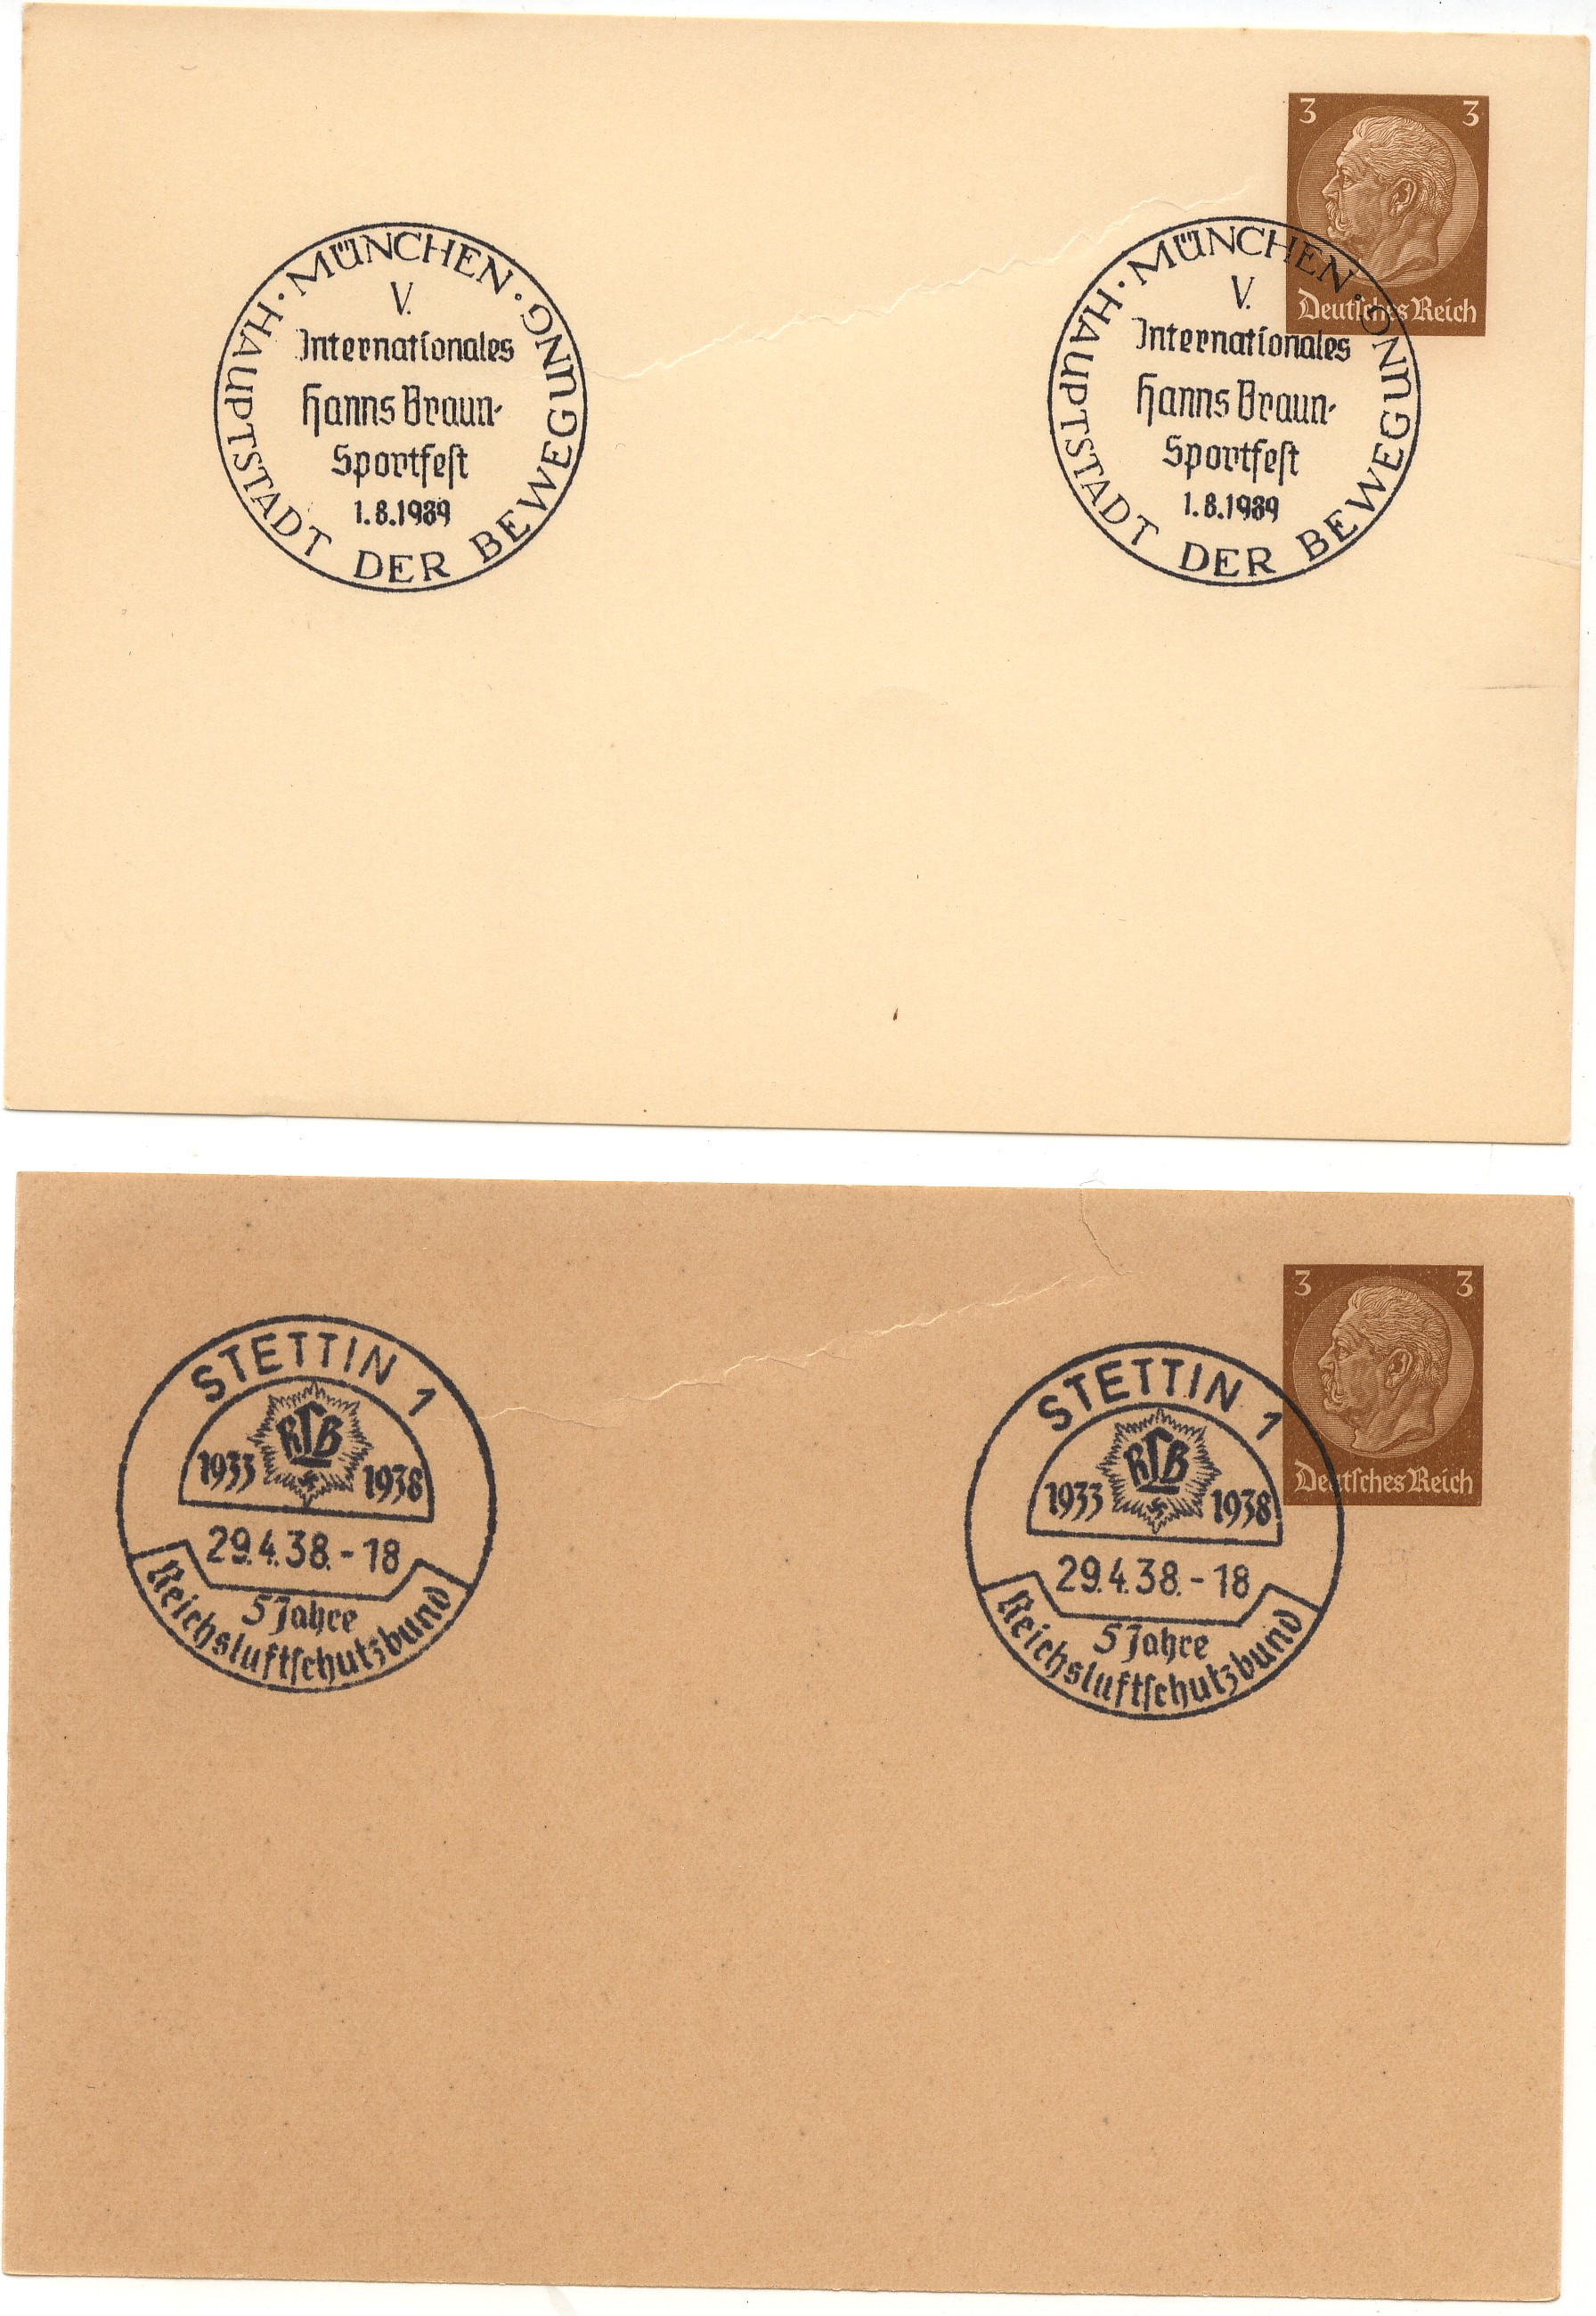 3 3
Deutſches Reich
· MÜNCHEN · HAUPTSTADT DER BEWEGUNG
V.
Internationales
Hanns Braun-
Sportfeſt
1.8.1939
· MÜNCHEN · HAUPTSTADT DER BEWEGUNG
V.
Internationales
Hanns Braun-
Sportfeſt
1.8.1939
3 3
Deutſches Reich
STETTIN 1
RLB
1933 1938
29.4.38.-18
5 Jahre
Reichsluftſchutzbund
STETTIN 1
RLB
1933 1938
29.4.38.-18
5 Jahre
Reichsluftſchutzbund